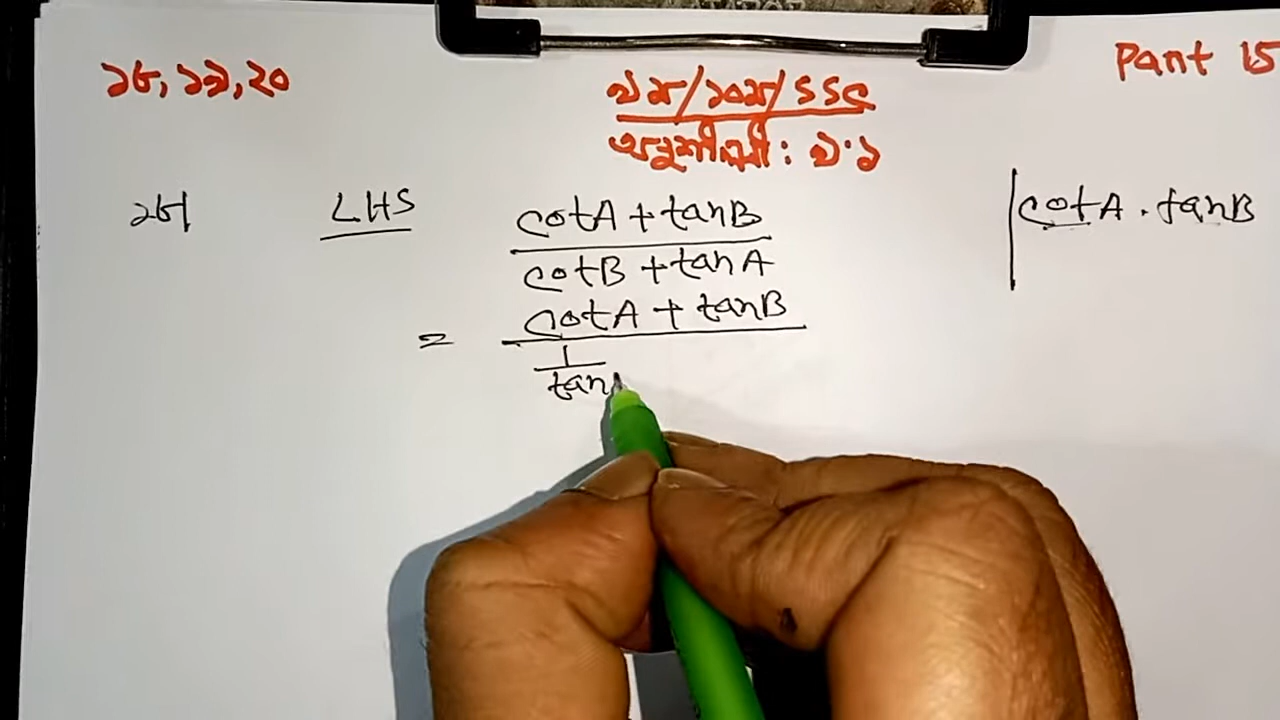 ১৮, ১৯, ২০
৯ম/১০ম/SSC
Part 15
অনুশীলনী: ৯.১
১৮। LHS
cotA + tanB
cotB + tanA
cotA . tanB
= cotA + tanB
1
tan